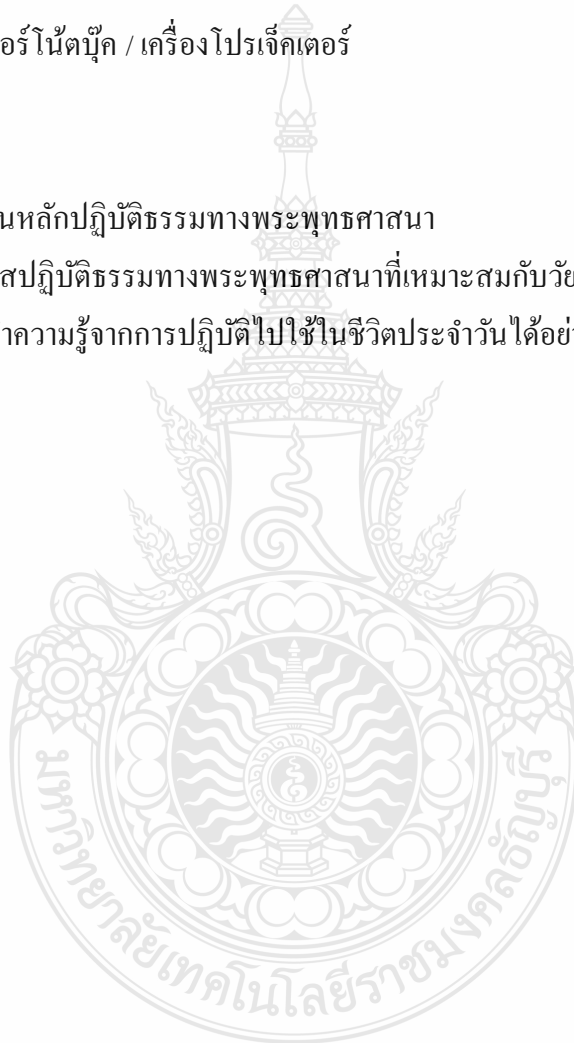 อร์โน้ตบุ๊ค / เครื่องโปรเจ็คเตอร์
นหลักปฏิบัติธรรมทางพระพุทธศาสนา
สปฏิบัติธรรมทางพระพุทธศาสนาที่เหมาะสมกับวัย
าความรู้จากการปฏิบัติไปใช้ในชีวิตประจำวันได้อย่า
มหาวิทยาลัยเทคโนโลยีราชมงคลธัญบุรี